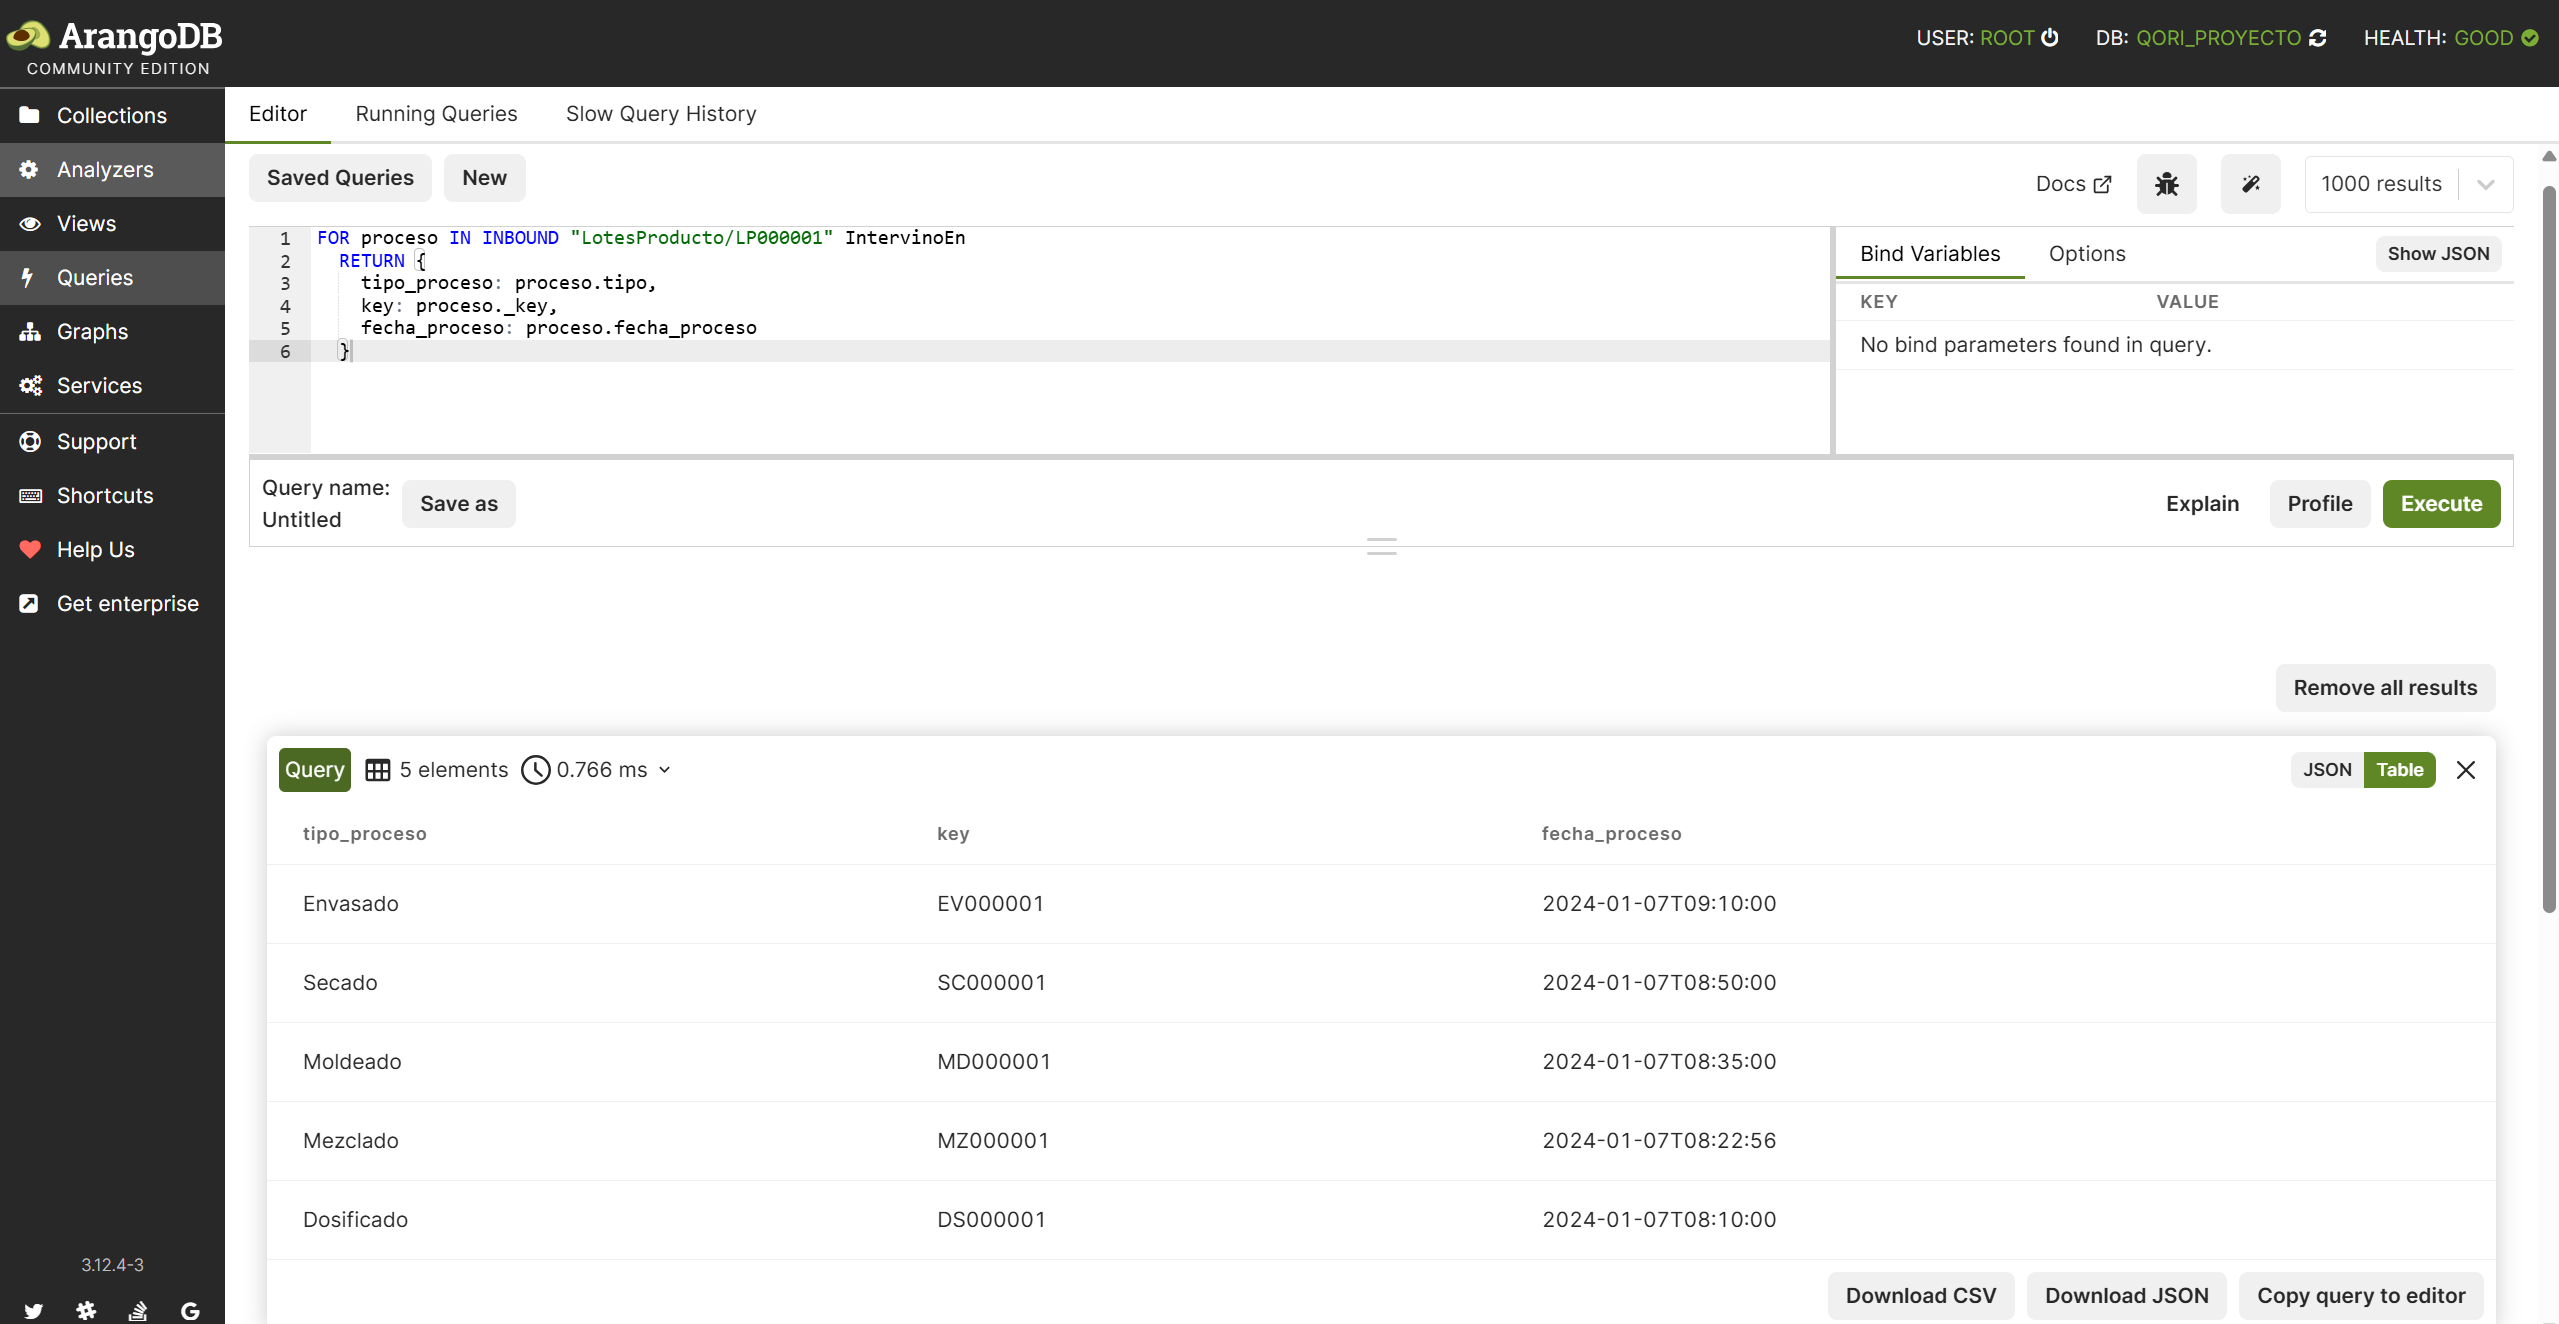 ArangoDB
COMMUNITY EDITION
USER: ROOT DB: QORI_PROYECTO HEALTH: GOOD
Collections
Analyzers
Views
Queries
Graphs
Services
Support
Shortcuts
Help Us
Get enterprise
3.12.4-3
Editor Running Queries Slow Query History
Saved Queries New
Docs 1000 results
1 FOR proceso IN INBOUND "LotesProducto/LP000001" IntervinoEn
2 RETURN {
3 tipo_proceso: proceso.tipo,
4 key: proceso._key,
5 fecha_proceso: proceso.fecha_proceso
6 }
Bind Variables Options Show JSON
KEY VALUE
No bind parameters found in query.
Query name:
Untitled
Save as
Explain Profile Execute
Remove all results
Query 5 elements 0.766 ms
JSON Table
tipo_proceso key fecha_proceso
Envasado EV000001 2024-01-07T09:10:00
Secado SC000001 2024-01-07T08:50:00
Moldeado MD000001 2024-01-07T08:35:00
Mezclado MZ000001 2024-01-07T08:22:56
Dosificado DS000001 2024-01-07T08:10:00
Download CSV Download JSON Copy query to editor